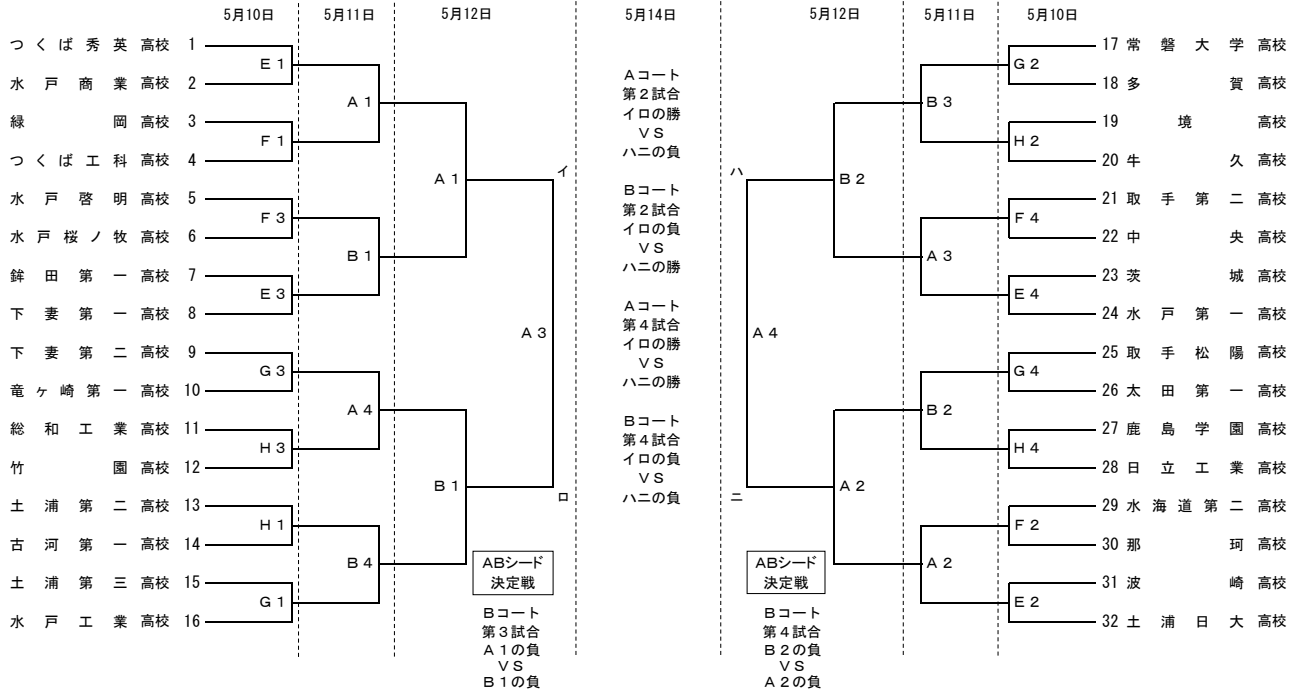 5月10日 5月11日 5月12日 5月14日 5月12日 5月11日 5月10日
つくば秀英高校 1
水戸商業高校 2
緑岡高校 3
つくば工科高校 4
水戸啓明高校 5
水戸桜ノ牧高校 6
鉾田第一高校 7
下妻第一高校 8
下妻第二高校 9
竜ヶ崎第一高校 10
総和工業高校 11
竹園高校 12
土浦第二高校 13
古河第一高校 14
土浦第三高校 15
水戸工業高校 16
E1
F1
F3
E3
G3
H3
H1
G1
A1
B1
A4
B4
A1
B1
イ
A3
ロ
ABシード
決定戦
Bコート
第3試合
A1の負
VS
B1の負
Aコート
第2試合
イロの勝
VS
ハニの負
Bコート
第2試合
イロの負
VS
ハニの勝
Aコート
第4試合
イロの勝
VS
ハニの勝
Bコート
第4試合
イロの負
VS
ハニの負
ハ
A4
ニ
B2
A2
ABシード
決定戦
Bコート
第4試合
B2の負
VS
A2の負
B3
A3
B2
A2
G2
H2
F4
E4
G4
H4
F2
E2
17 常磐大学高校
18 多賀高校
19 境高校
20 牛久高校
21 取手第二高校
22 中央高校
23 茨城高校
24 水戸第一高校
25 取手松陽高校
26 太田第一高校
27 鹿島学園高校
28 日立工業高校
29 水海道第二高校
30 那珂高校
31 波崎高校
32 土浦日大高校